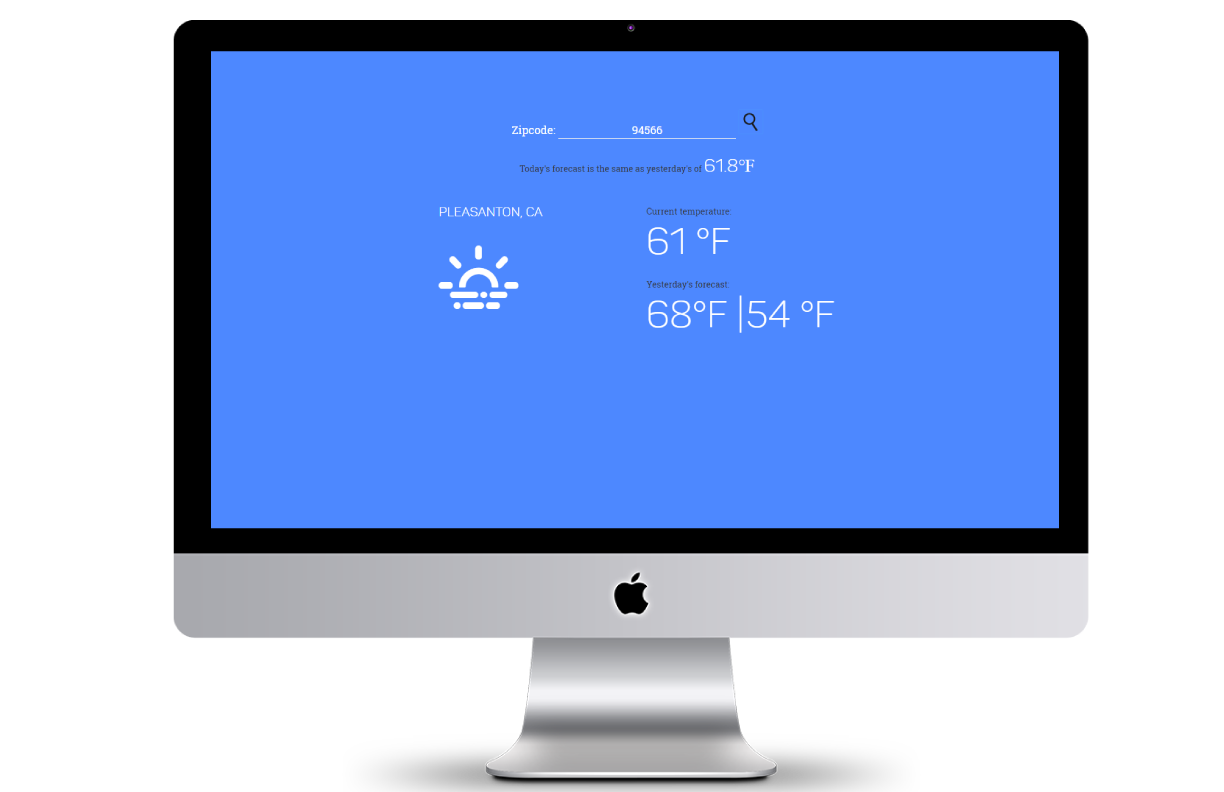 Zipcode: 94566
Today's forecast is the same as yesterday's of 61.8°F
PLEASANTON, CA
Current temperature:
61 °F
Yesterday's forecast:
68°F |54 °F